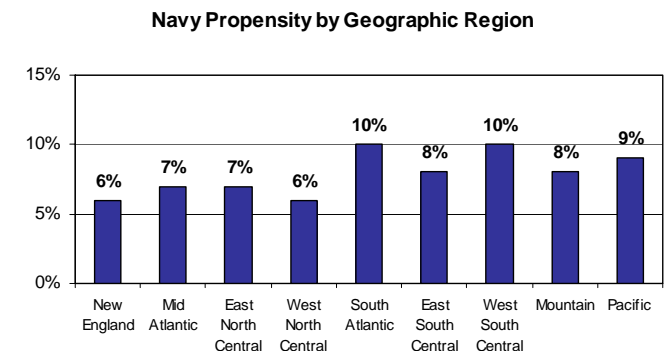 Navy Propensity by Geographic Region
15%
10%
5%
0%
6%
7%
7%
6%
10%
8%
10%
8%
9%
New England
Mid Atlantic
East North Central
West North Central
South Atlantic
East South Central
West South Central
Mountain
Pacific